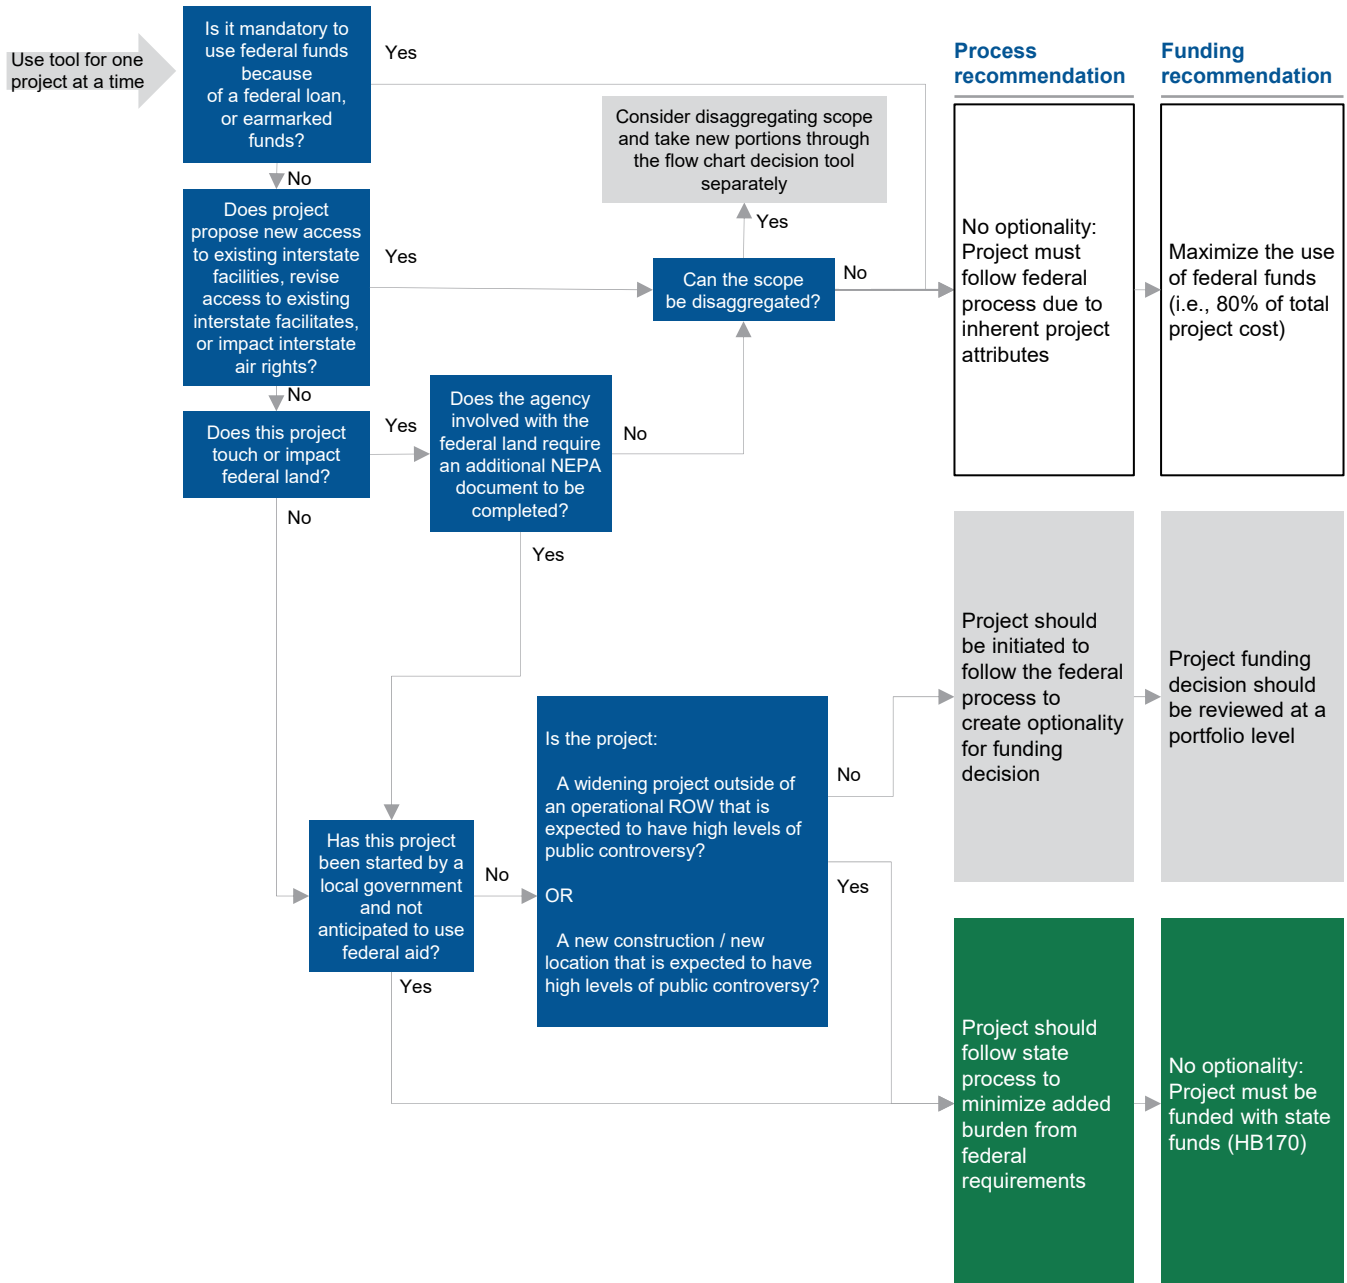 Use tool for one
project at a time
Is it mandatory to
use federal funds
because
of a federal loan,
or earmarked
funds?
Yes
No
Does project
propose new access
to existing interstate
facilities, revise
access to existing
interstate facilitates,
or impact interstate
air rights?
Yes
No
Does this project
touch or impact
federal land?
Yes
No
Does the agency
involved with the
federal land require
an additional NEPA
document to be
completed?
No
Yes
Consider disaggregating scope
and take new portions through
the flow chart decision tool
separately
Yes
Can the scope
be disaggregated?
No
Has this project
been started by a
local government
and not
anticipated to use
federal aid?
No
Yes
Is the project:
A widening project outside of
an operational ROW that is
expected to have high levels of
public controversy?
OR
A new construction / new
location that is expected to have
high levels of public controversy?
No
Yes
Process
recommendation
Funding
recommendation
No optionality:
Project must
follow federal
process due to
inherent project
attributes
Maximize the use
of federal funds
(i.e., 80% of total
project cost)
Project should
be initiated to
follow the federal
process to
create optionality
for funding
decision
Project funding
decision should
be reviewed at a
portfolio level
Project should
follow state
process to
minimize added
burden from
federal
requirements
No optionality:
Project must be
funded with state
funds (HB170)